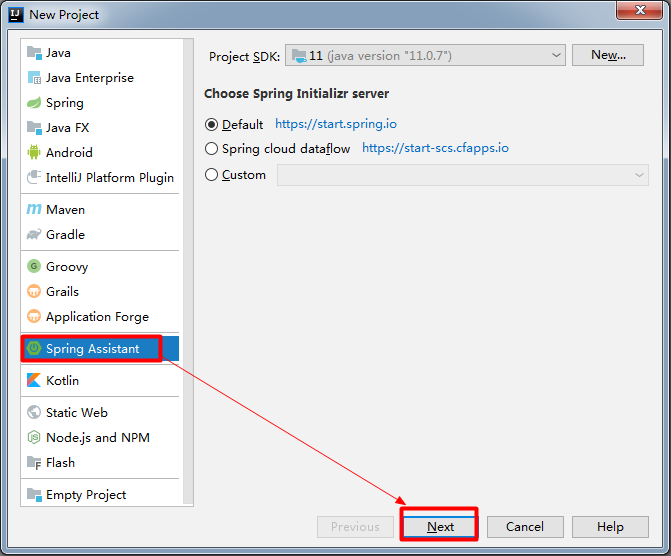 New Project
Java
Java Enterprise
Spring
Java FX
Android
IntelliJ Platform Plugin
Maven
Gradle
Groovy
Grails
Application Forge
Spring Assistant
Kotlin
Static Web
Node.js and NPM
Flash
Empty Project
Project SDK: 11 (java version "11.0.7") New...
Choose Spring Initializr server
Default https://start.spring.io
Spring cloud dataflow https://start-scs.cfapps.io
Custom
Previous Next Cancel Help